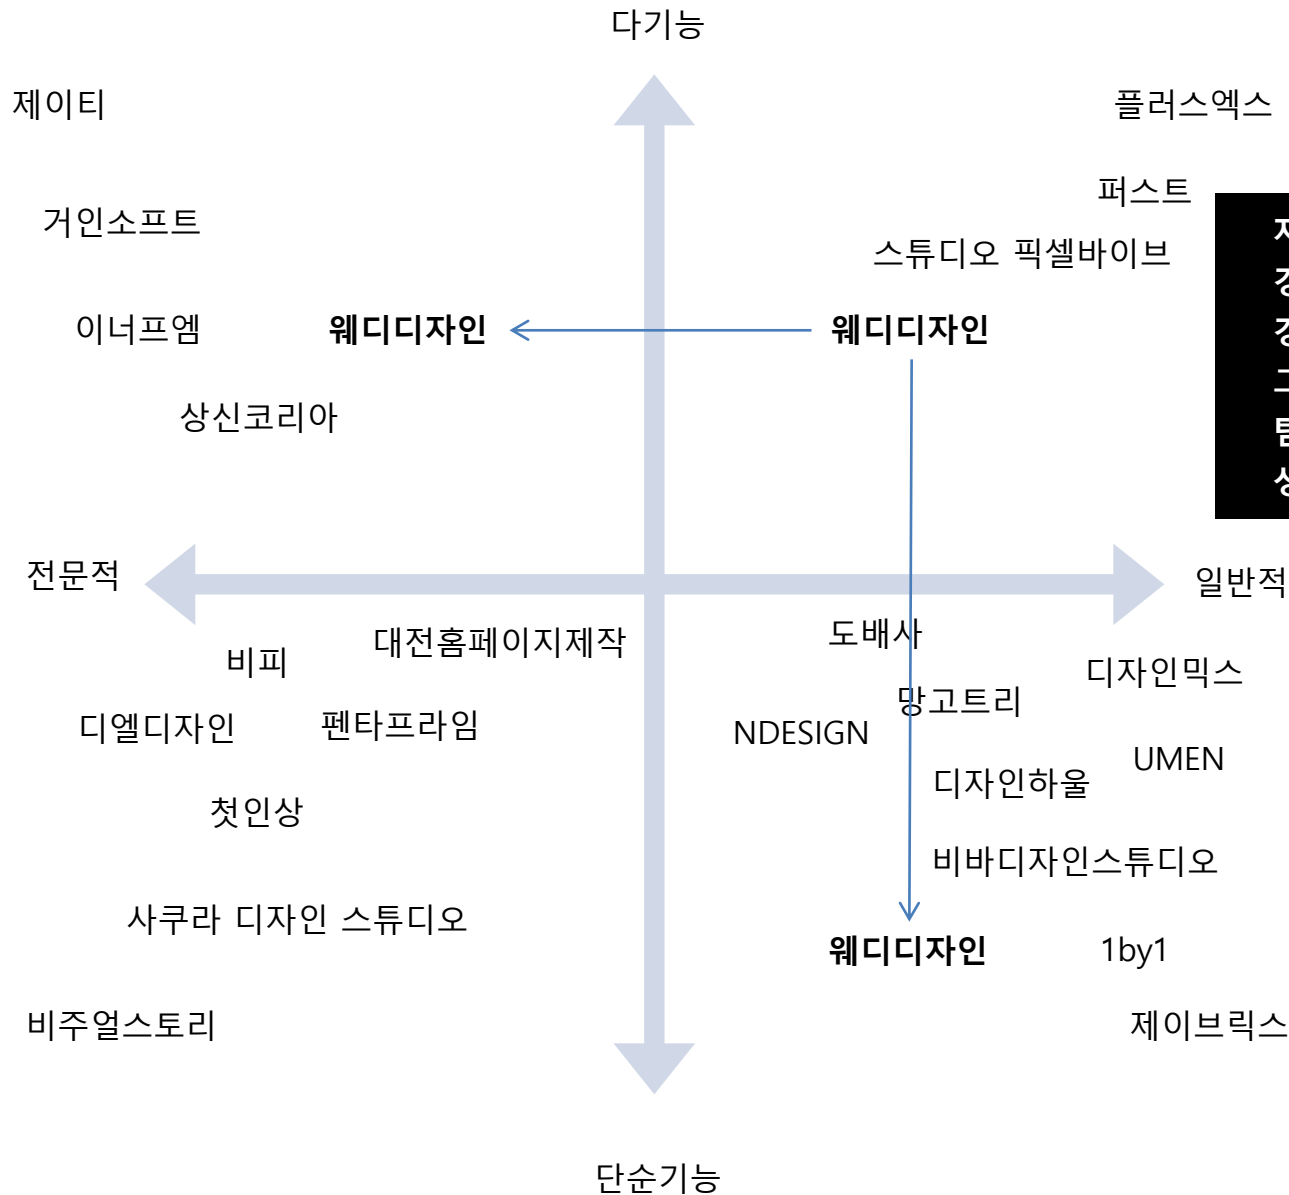 다기능
제이티
플러스엑스
퍼스트
거인소프트
스튜디오 픽셀바이브
이너프엠
웨디디자인
웨디디자인
상신코리아
전문적
일반적
도배사
대전홈페이지제작
비피
디자인믹스
망고트리
디엘디자인
펜타프라임
NDESIGN
UMEN
디자인하울
첫인상
비바디자인스튜디오
사쿠라 디자인 스튜디오
웨디디자인
1by1
비주얼스토리
제이브릭스
단순기능